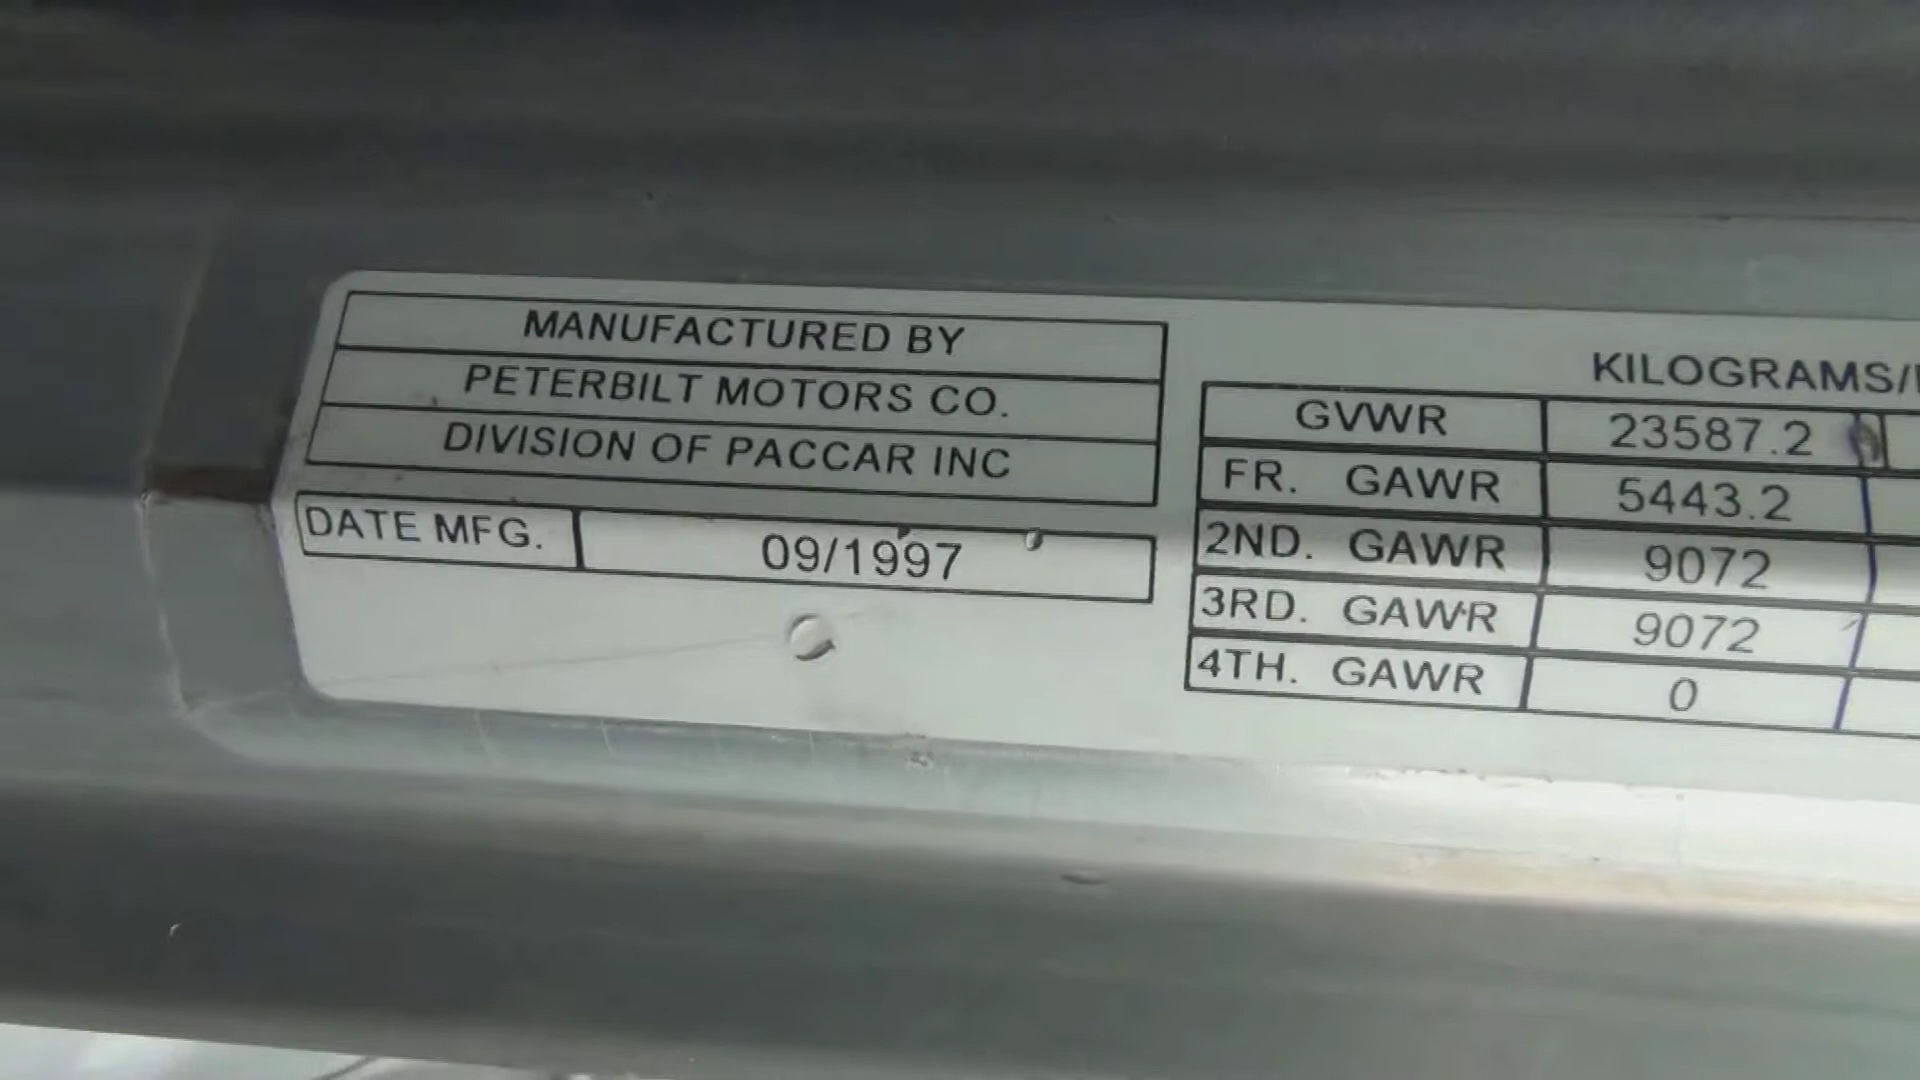 MANUFACTURED BY
PETERBILT MOTORS CO.
DIVISION OF PACCAR INC
DATE MFG. 09/1997
KILOGRAMS/
GVWR 23587.2
FR. GAWR 5443.2
2ND. GAWR 9072
3RD. GAWR 9072
4TH. GAWR 0